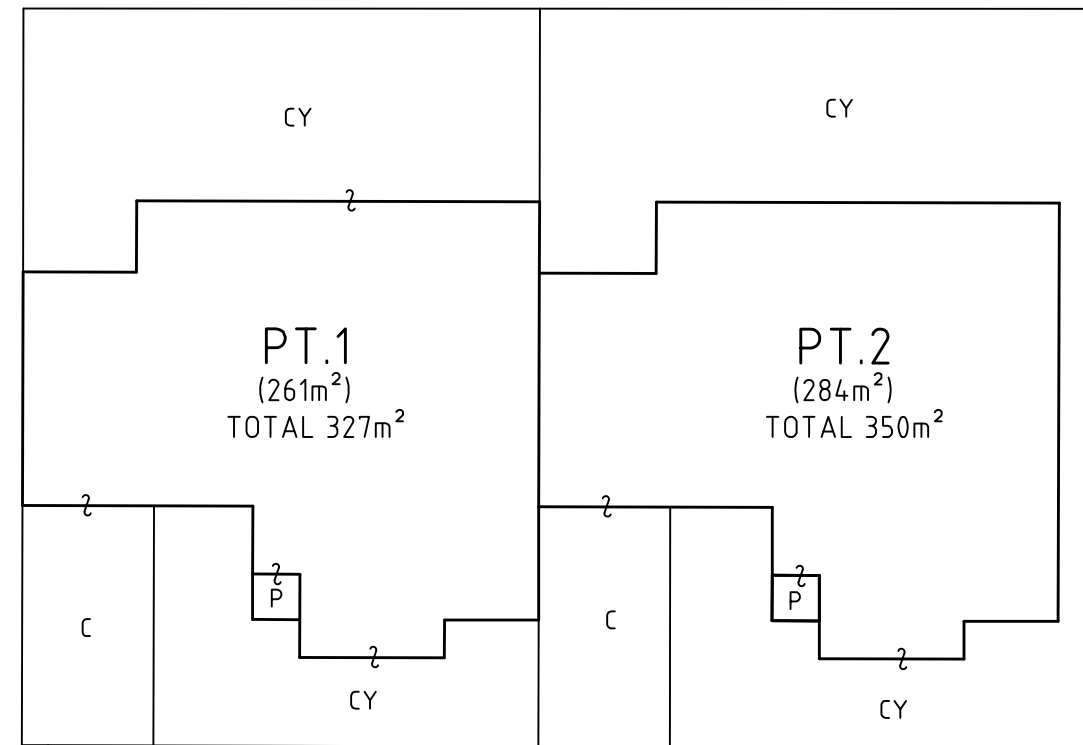 CY
CY
PT.1
(261m²)
TOTAL 327m²
PT.2
(284m²)
TOTAL 350m²
P
P
C
C
CY
CY